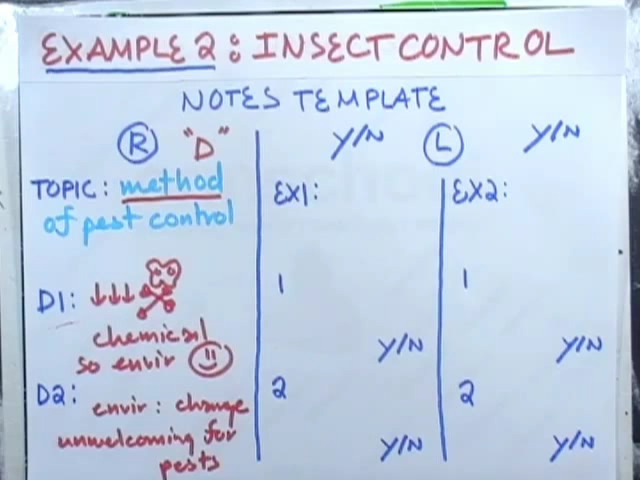 EXAMPLE 2: INSECT CONTROL
NOTES TEMPLATE
R "D" Y/N L Y/N
TOPIC: method
of pest control
EX1:
EX2:
D1: ↓↓↓
chemical
so envir
1
1
Y/N
Y/N
D2:
envir: change
unwelcoming for
pests
2
2
Y/N
Y/N